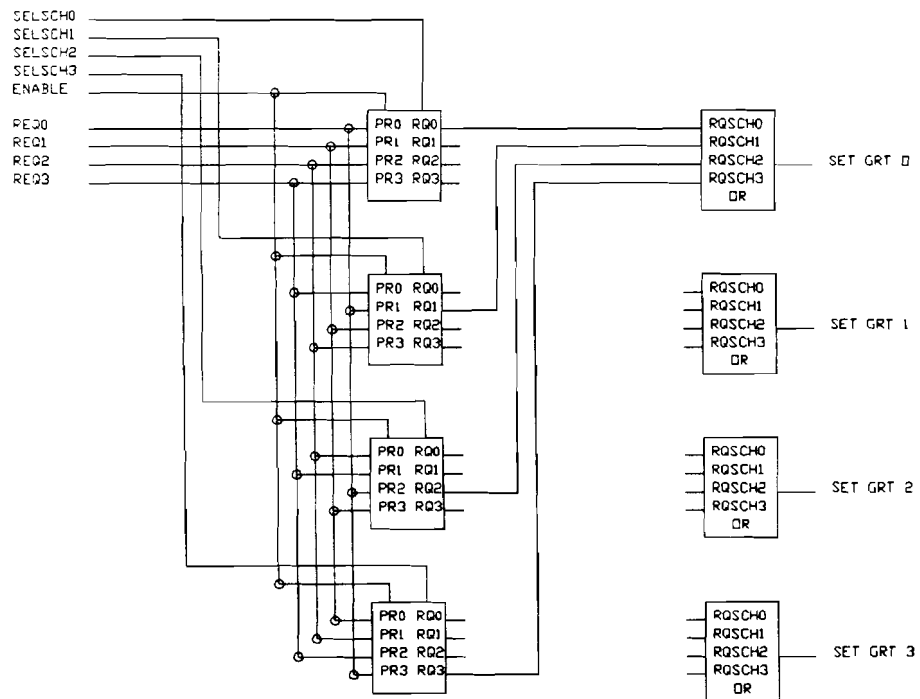 SELSCH0
SELSCH1
SELSCH2
SELSCH3
ENABLE
REQ0
REQ1
REQ2
REQ3
PR0 RQ0
PR1 RQ1
PR2 RQ2
PR3 RQ3
RQSCH0
RQSCH1
RQSCH2
RQSCH3
OR
SET GRT 0
PR0 RQ0
PR1 RQ1
PR2 RQ2
PR3 RQ3
RQSCH0
RQSCH1
RQSCH2
RQSCH3
OR
SET GRT 1
PR0 RQ0
PR1 RQ1
PR2 RQ2
PR3 RQ3
RQSCH0
RQSCH1
RQSCH2
RQSCH3
OR
SET GRT 2
PR0 RQ0
PR1 RQ1
PR2 RQ2
PR3 RQ3
RQSCH0
RQSCH1
RQSCH2
RQSCH3
OR
SET GRT 3